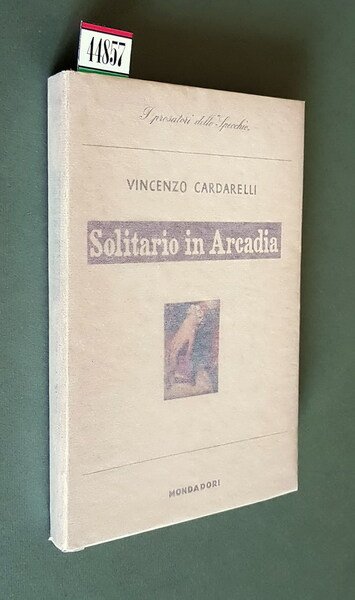 44857
I prosatori dello "Specchio"
VINCENZO CARDARELLI
Solitario in Arcadia
MONDADORI